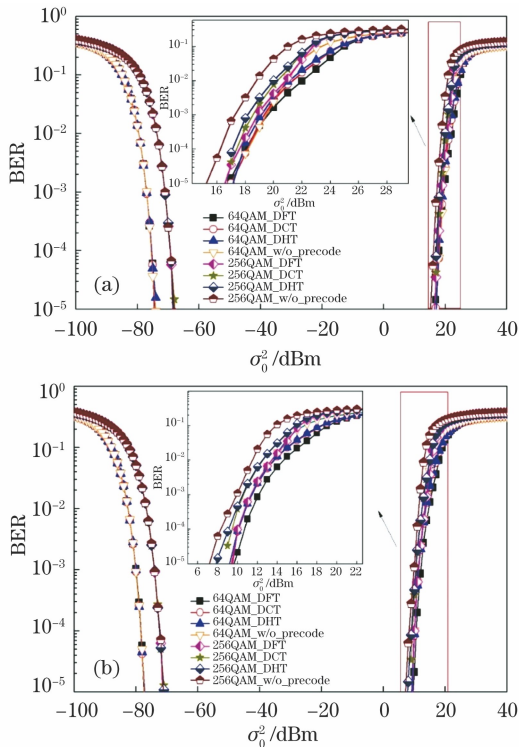 10⁰
10⁻¹
10⁻²
10⁻³
10⁻⁴
10⁻⁵
BER
−100 −80 −60 −40 −20 0 20 40
σ₀²/dBm
(a)
10⁻¹
10⁻²
10⁻³
10⁻⁴
10⁻⁵
BER
16 18 20 22 24 26 28
σ₀²/dBm
64QAM_DFT
64QAM_DCT
64QAM_DHT
64QAM_w/o_precode
256QAM_DFT
256QAM_DCT
256QAM_DHT
256QAM_w/o_precode
10⁰
10⁻¹
10⁻²
10⁻³
10⁻⁴
10⁻⁵
BER
−100 −80 −60 −40 −20 0 20 40
σ₀²/dBm
(b)
10⁻¹
10⁻²
10⁻³
10⁻⁴
10⁻⁵
BER
6 8 10 12 14 16 18 20 22
σ₀²/dBm
64QAM_DFT
64QAM_DCT
64QAM_DHT
64QAM_w/o_precode
256QAM_DFT
256QAM_DCT
256QAM_DHT
256QAM_w/o_precode